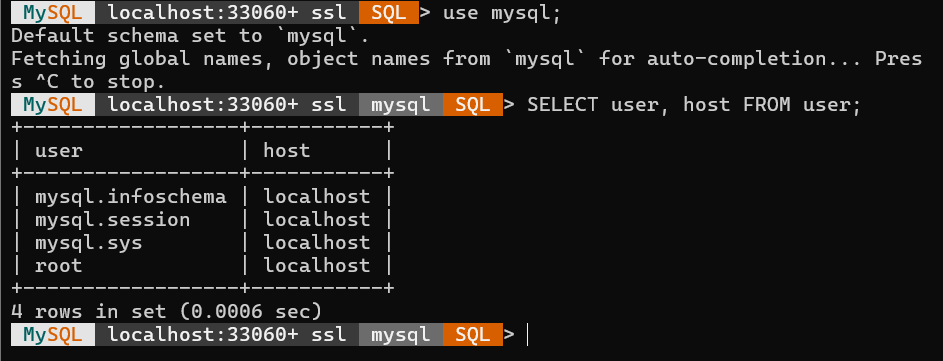 MySQL localhost:33060+ ssl SQL > use mysql;
Default schema set to `mysql`.
Fetching global names, object names from `mysql` for auto-completion... Pres
s ^C to stop.
MySQL localhost:33060+ ssl mysql SQL > SELECT user, host FROM user;
+------------------+-----------+
| user             | host      |
+------------------+-----------+
| mysql.infoschema | localhost |
| mysql.session    | localhost |
| mysql.sys        | localhost |
| root             | localhost |
+------------------+-----------+
4 rows in set (0.0006 sec)
MySQL localhost:33060+ ssl mysql SQL >